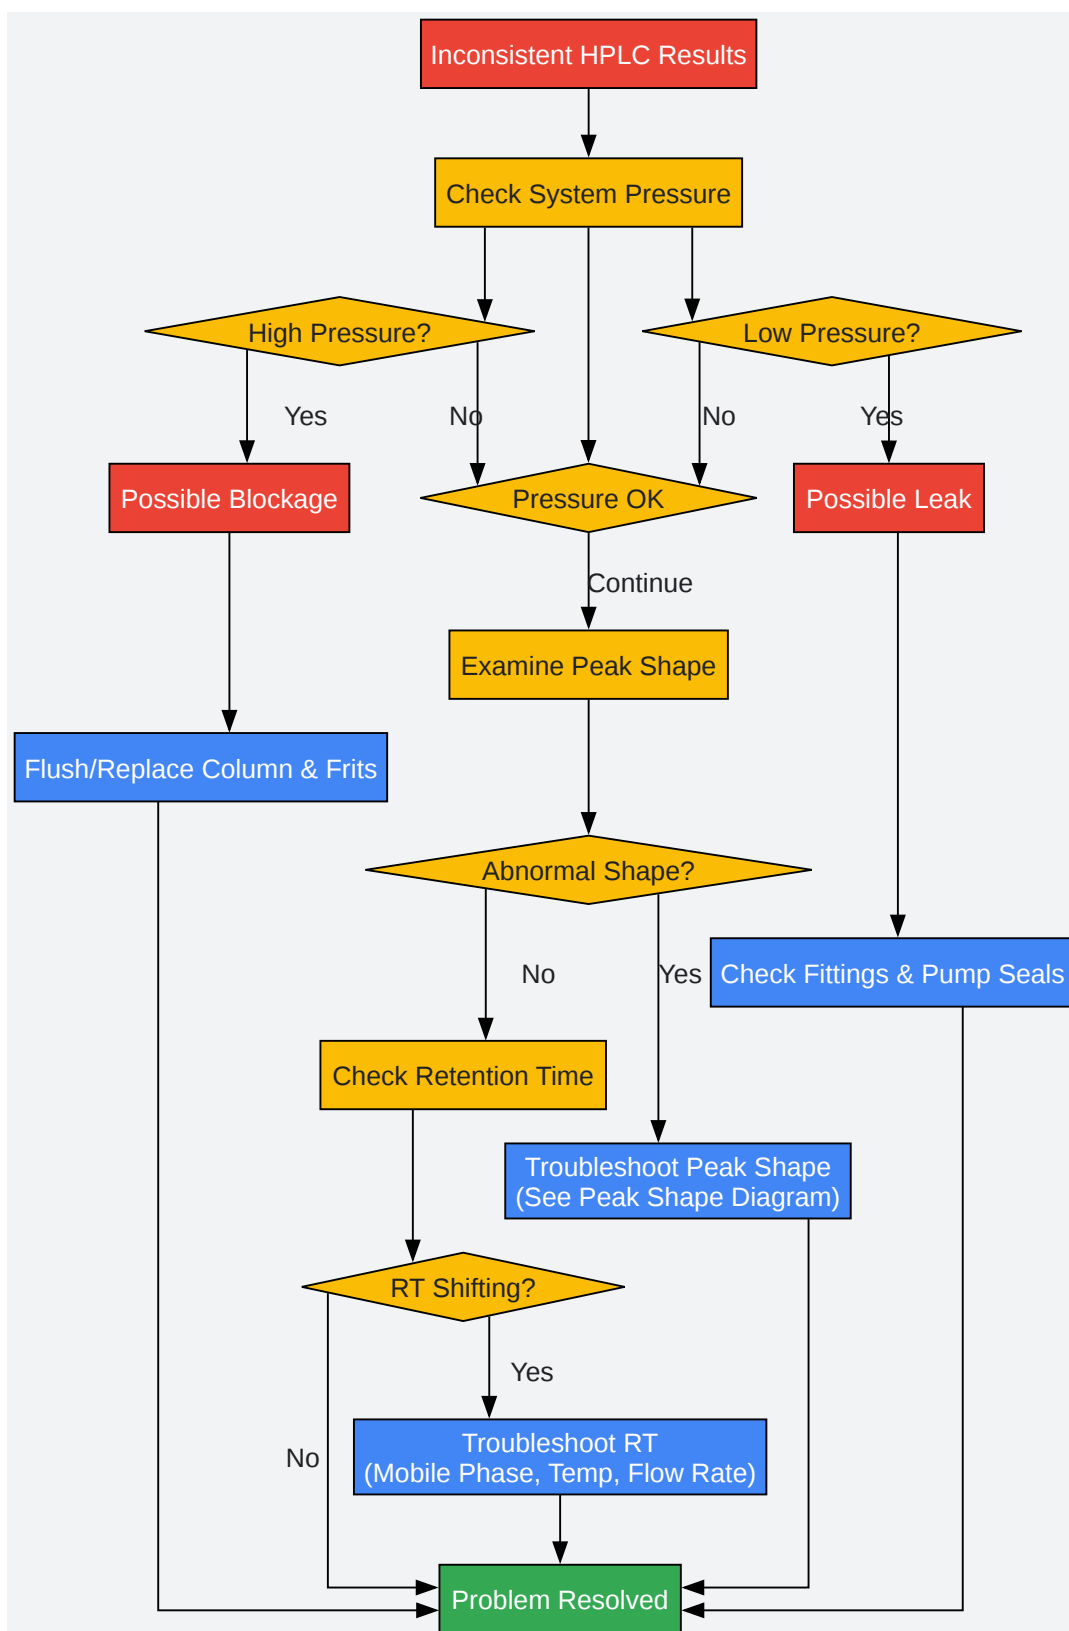 Inconsistent HPLC Results
Check System Pressure
High Pressure?
Low Pressure?
Yes
No
No
Yes
Possible Blockage
Pressure OK
Possible Leak
Continue
Examine Peak Shape
Flush/Replace Column & Frits
Abnormal Shape?
No
Yes
Check Fittings & Pump Seals
Check Retention Time
Troubleshoot Peak Shape
(See Peak Shape Diagram)
RT Shifting?
Yes
No
Troubleshoot RT
(Mobile Phase, Temp, Flow Rate)
Problem Resolved